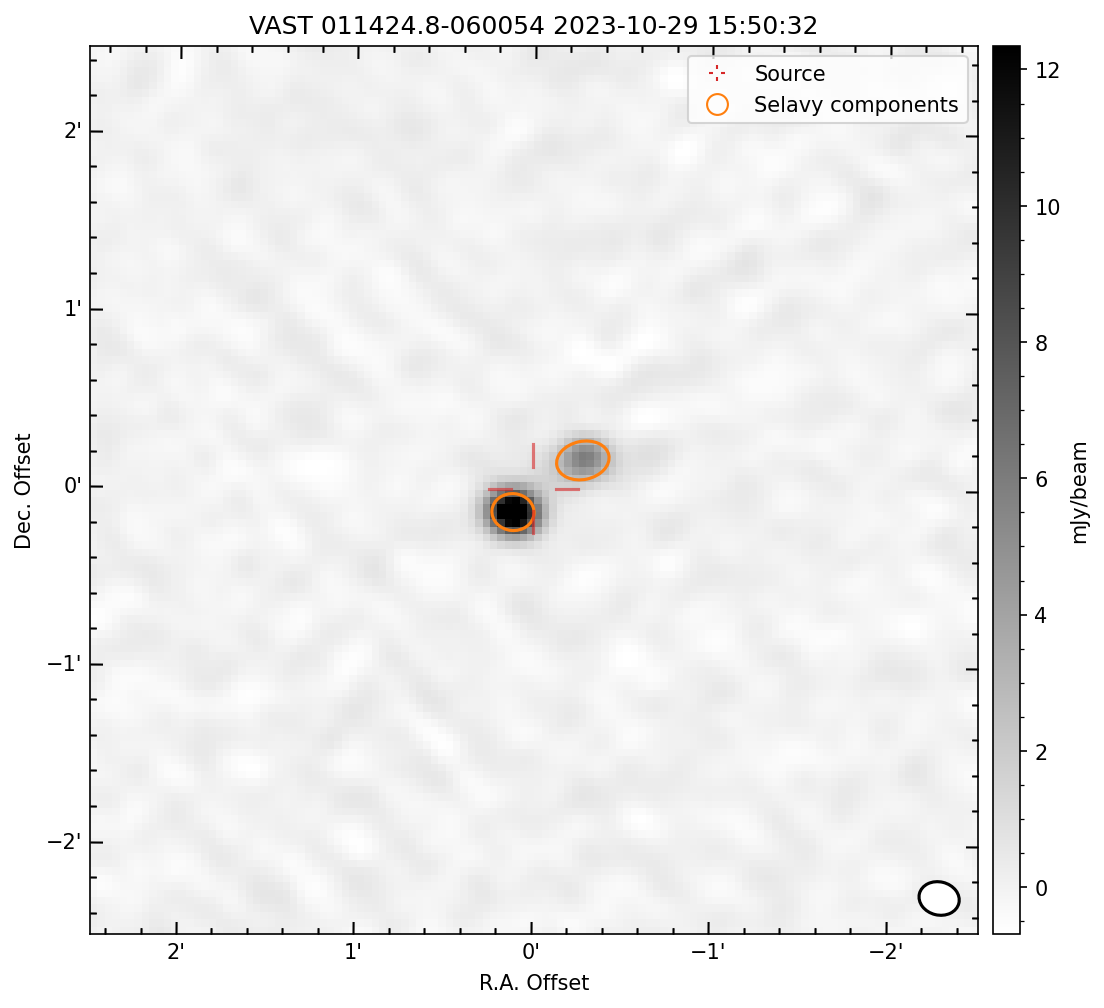 VAST 011424.8-060054 2023-10-29 15:50:32
Source
Selavy components
12
10
8
6
4
2
0
mJy/beam
2'
1'
0'
−1'
−2'
Dec. Offset
2'
1'
0'
−1'
−2'
R.A. Offset